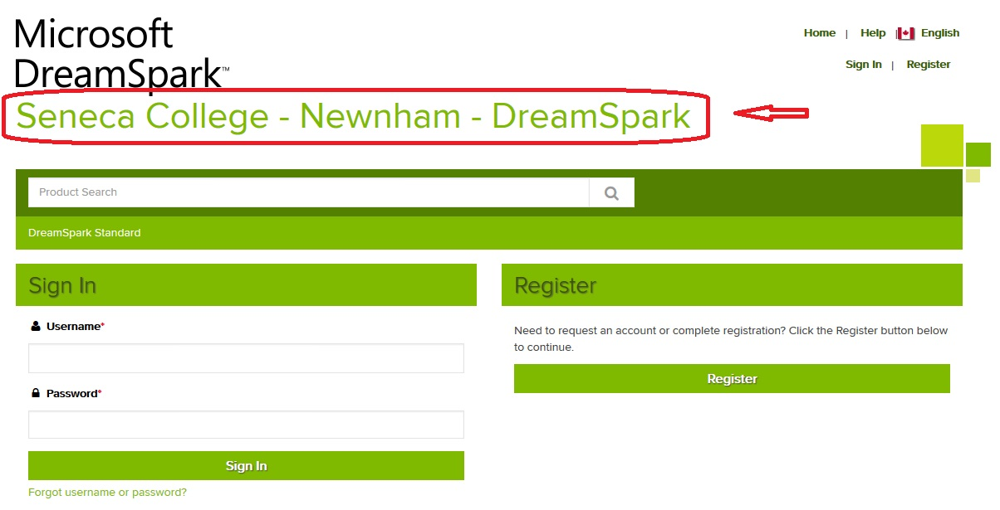 Microsoft
DreamSpark™
Home | Help | English
Sign In | Register
Seneca College - Newnham - DreamSpark
Product Search
DreamSpark Standard
Sign In
Username*
Password*
Sign In
Forgot username or password?
Register
Need to request an account or complete registration? Click the Register button below
to continue.
Register